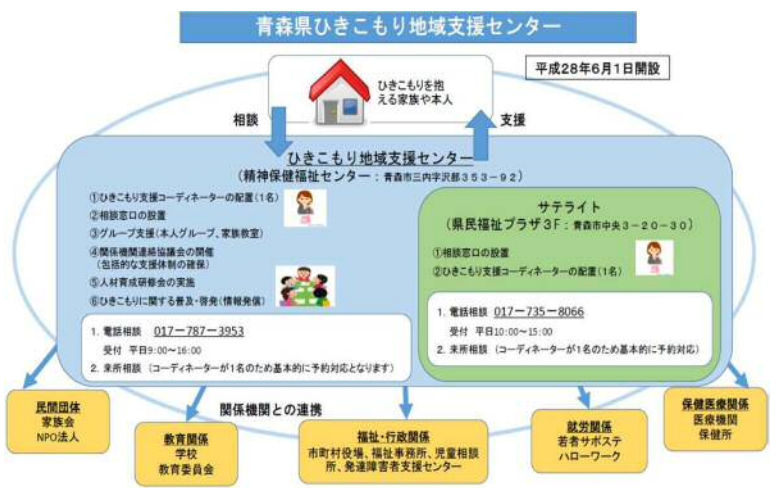 青森県ひきこもり地域支援センター
平成28年6月1日開設
ひきこもりを抱
える家族や本人
相談
支援
ひきこもり地域支援センター
(精神保健福祉センター：青森市三内字沢部353-92)
①ひきこもり支援コーディネーターの配置(1名)
②相談窓口の設置
③グループ支援(本人グループ、家族教室)
④関係機関連絡協議会の開催
(包括的な支援体制の確保)
⑤人材育成研修会の実施
⑥ひきこもりに関する普及・啓発(情報発信)
1. 電話相談 017-787-3953
受付 平日9:00～16:00
2. 来所相談 (コーディネーターが1名のため基本的に予約対応となります)
サテライト
(県民福祉プラザ3F：青森市中央3-20-30)
①相談窓口の設置
②ひきこもり支援コーディネーターの配置(1名)
1. 電話相談 017-735-8066
受付 平日10:00～15:00
2. 来所相談 (コーディネーターが1名のため基本的に予約対応)
関係機関との連携
民間団体
家族会
NPO法人
教育関係
学校
教育委員会
福祉・行政関係
市町村役場、福祉事務所、児童相談
所、発達障害者支援センター
就労関係
若者サポステ
ハローワーク
保健医療関係
医療機関
保健所